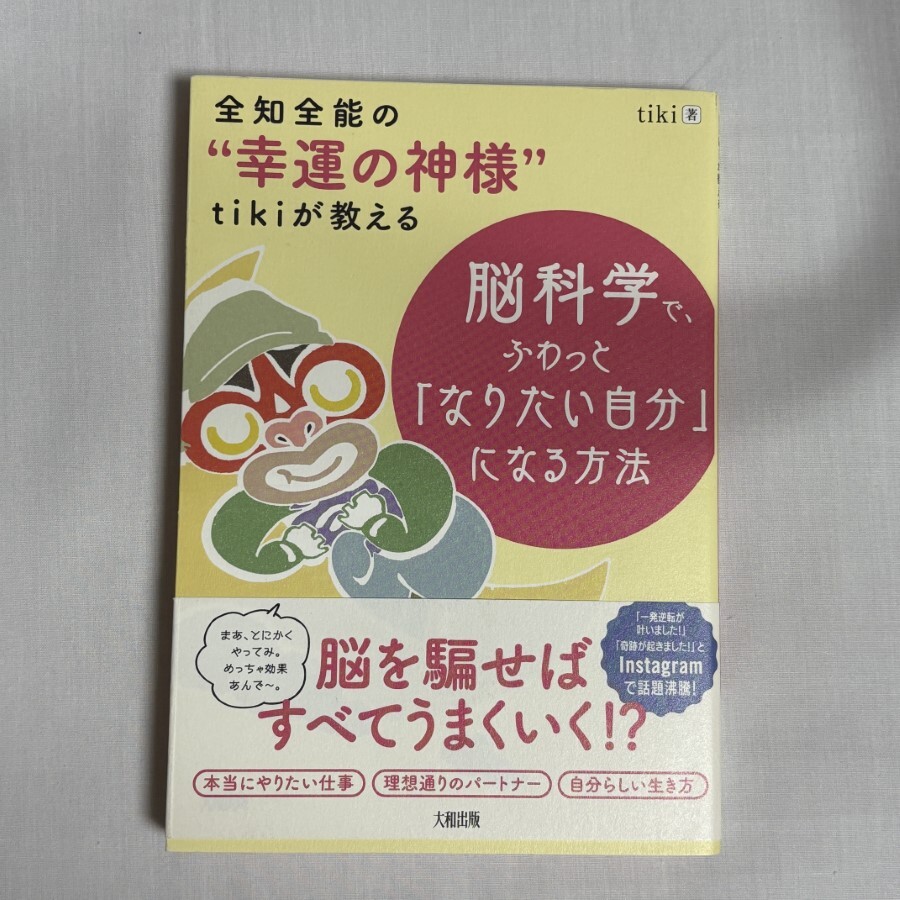 全知全能の
“幸運の神様”
tikiが教える
tiki 著
脳科学で、
ふわっと
「なりたい自分」
になる方法
まあ、とにかく
やってみ。
めっちゃ効果
あんで〜。
脳を騙せば
すべてうまくいく!?
「一発逆転が
叶いました!」
「奇跡が起きました!」と
Instagram
で話題沸騰!
本当にやりたい仕事
理想通りのパートナー
自分らしい生き方
大和出版